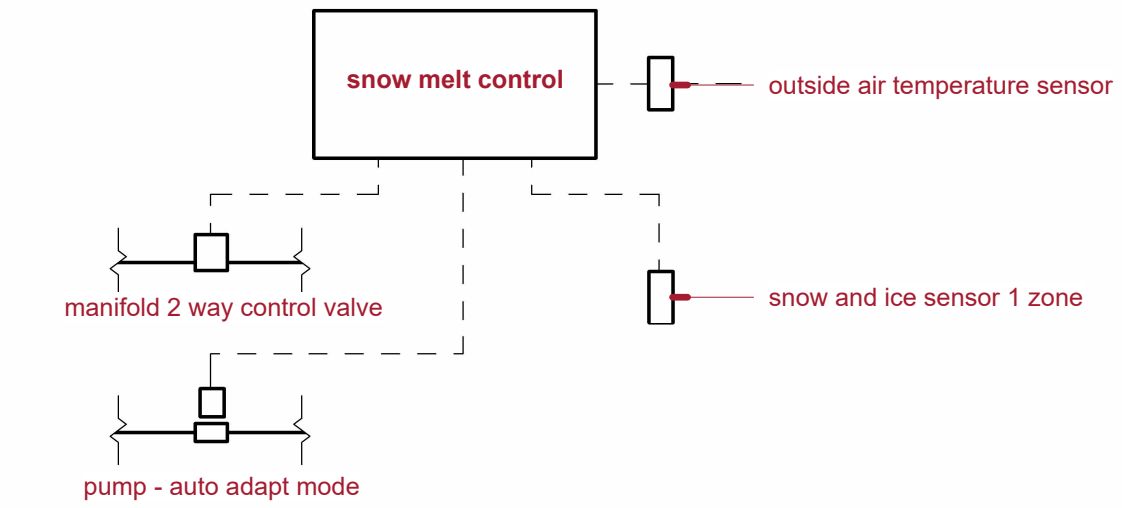 snow melt control
outside air temperature sensor
manifold 2 way control valve
snow and ice sensor 1 zone
pump - auto adapt mode